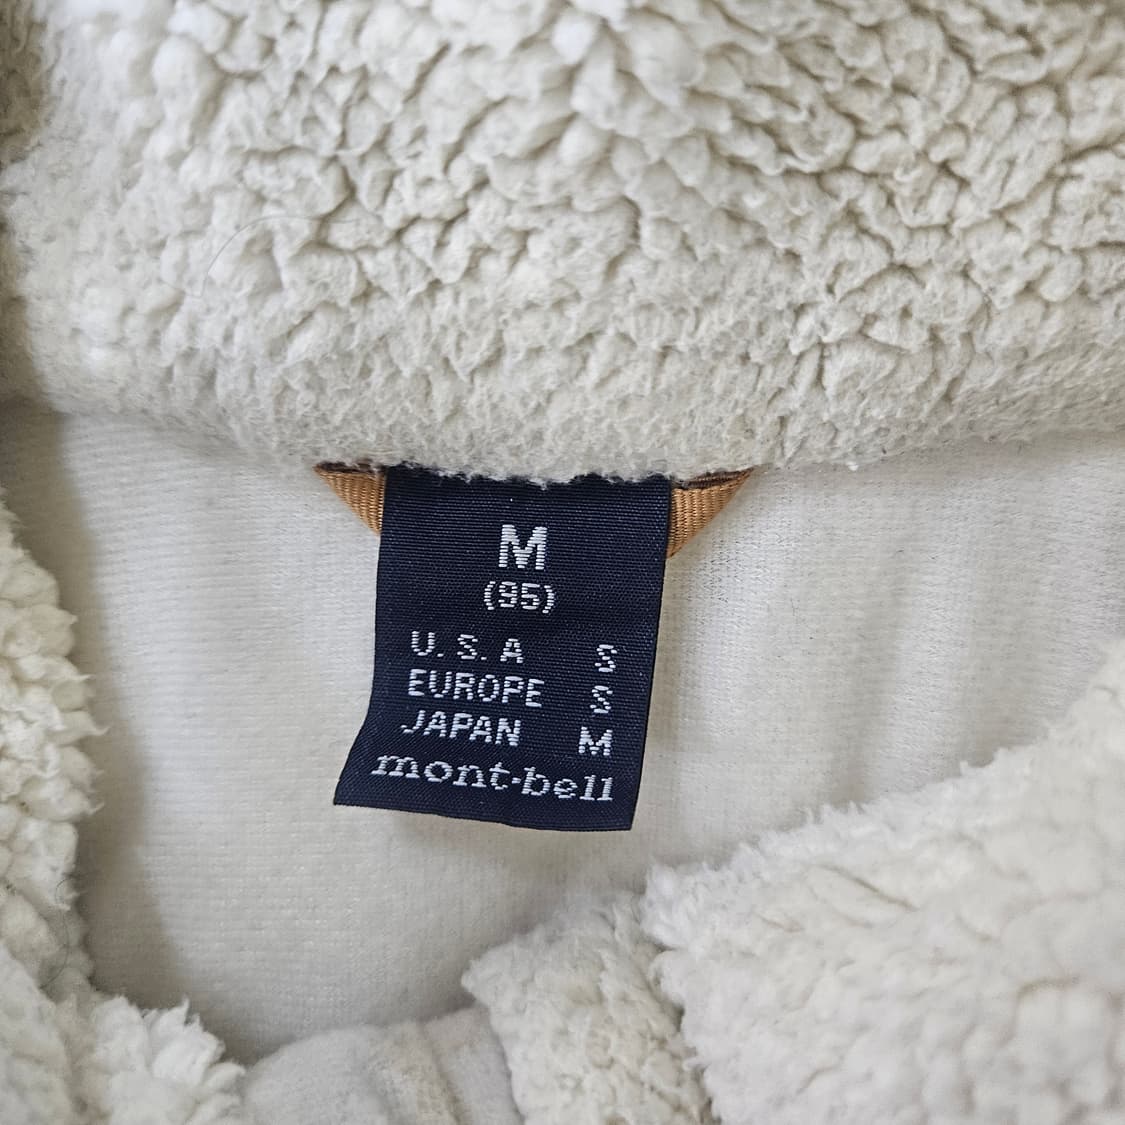 M
(95)
U.S.A S
EUROPE S
JAPAN M
mont-bell